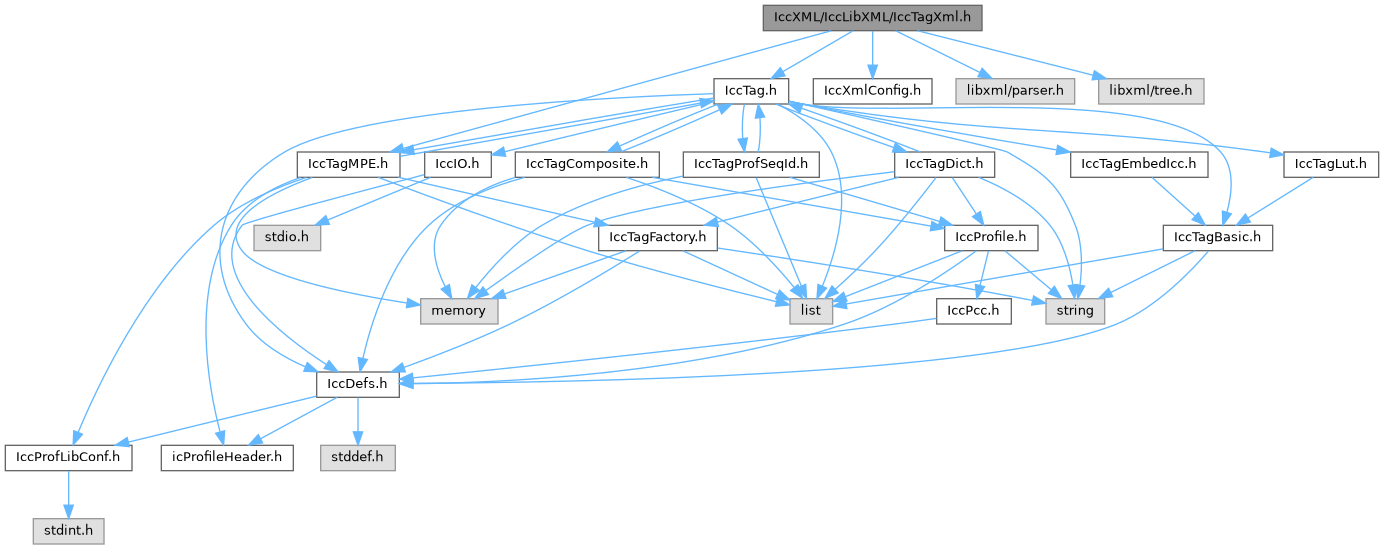 IccXML/IccLibXML/IccTagXml.h
IccTag.h
IccXmlConfig.h
libxml/parser.h
libxml/tree.h
IccTagMPE.h
IccIO.h
IccTagComposite.h
IccTagProfSeqId.h
IccTagDict.h
IccTagEmbedIcc.h
IccTagLut.h
stdio.h
IccTagFactory.h
IccProfile.h
IccTagBasic.h
memory
list
IccPcc.h
string
IccDefs.h
IccProfLibConf.h
icProfileHeader.h
stddef.h
stdint.h